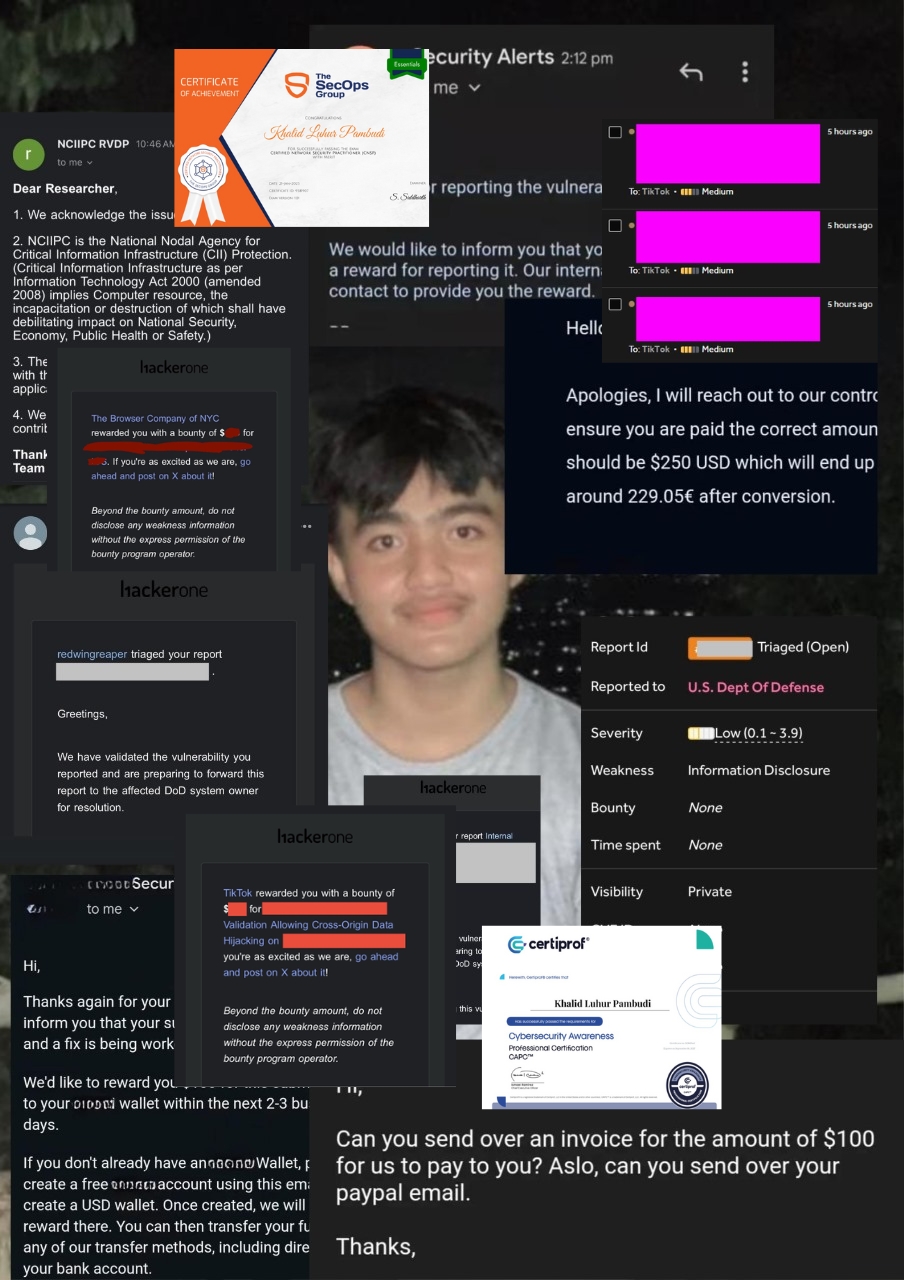 CERTIFICATE
OF ACHIEVEMENT
The
SecOps
Group
Essentials
CONGRATULATIONS
Khalid Luhur Pambudi
FOR SUCCESSFULLY PASSING THE EXAM
CERTIFIED NETWORK SECURITY PRACTITIONER (CNSP)
WITH MERIT
ecurity Alerts 2:12 pm
me
r reporting the vulnera
We would like to inform you that yo
a reward for reporting it. Our intern
contact to provide you the reward.
--
5 hours ago
To: TikTok • Medium
5 hours ago
To: TikTok • Medium
5 hours ago
To: TikTok • Medium
r
NCIIPC RVDP 10:46 AM
to me
Dear Researcher,
1. We acknowledge the issu
2. NCIIPC is the National Nodal Agency for
Critical Information Infrastructure (CII) Protection.
(Critical Information Infrastructure as per
Information Technology Act 2000 (amended
2008) implies Computer resource, the
incapacitation or destruction of which shall have
debilitating impact on National Security,
Economy, Public Health or Safety.)
3. The
with th
applic
4. We
contrib
Thank
Team
hackerone
The Browser Company of NYC
rewarded you with a bounty of $ for
. If you're as excited as we are, go
ahead and post on X about it!
Beyond the bounty amount, do not
disclose any weakness information
without the express permission of the
bounty program operator.
Hello
Apologies, I will reach out to our contro
ensure you are paid the correct amoun
should be $250 USD which will end up
around 229.05€ after conversion.
hackerone
redwingreaper triaged your report
.
Greetings,
We have validated the vulnerability you
reported and are preparing to forward this
report to the affected DoD system owner
for resolution.
Report Id Triaged (Open)
Reported to U.S. Dept Of Defense
Severity Low (0.1 ~ 3.9)
Weakness Information Disclosure
Bounty None
Time spent None
Visibility Private
hackerone
r report Internal
hackerone
TikTok rewarded you with a bounty of
$ for
Validation Allowing Cross-Origin Data
Hijacking on
you're as excited as we are, go ahead
and post on X about it!
Beyond the bounty amount, do not
disclose any weakness information
without the express permission of the
bounty program operator.
certiprof
Khalid Luhur Pambudi
Cybersecurity Awareness
Professional Certification
CAPC™
Secur
to me
Hi,
Thanks again for your
inform you that your su
and a fix is being work
We'd like to reward you
to your wallet within the next 2-3 bu
days.
If you don't already have an Wallet, p
create a free account using this ema
create a USD wallet. Once created, we will
reward there. You can then transfer your fu
any of our transfer methods, including dire
your bank account.
Hi,
Can you send over an invoice for the amount of $100
for us to pay to you? Aslo, can you send over your
paypal email.
Thanks,